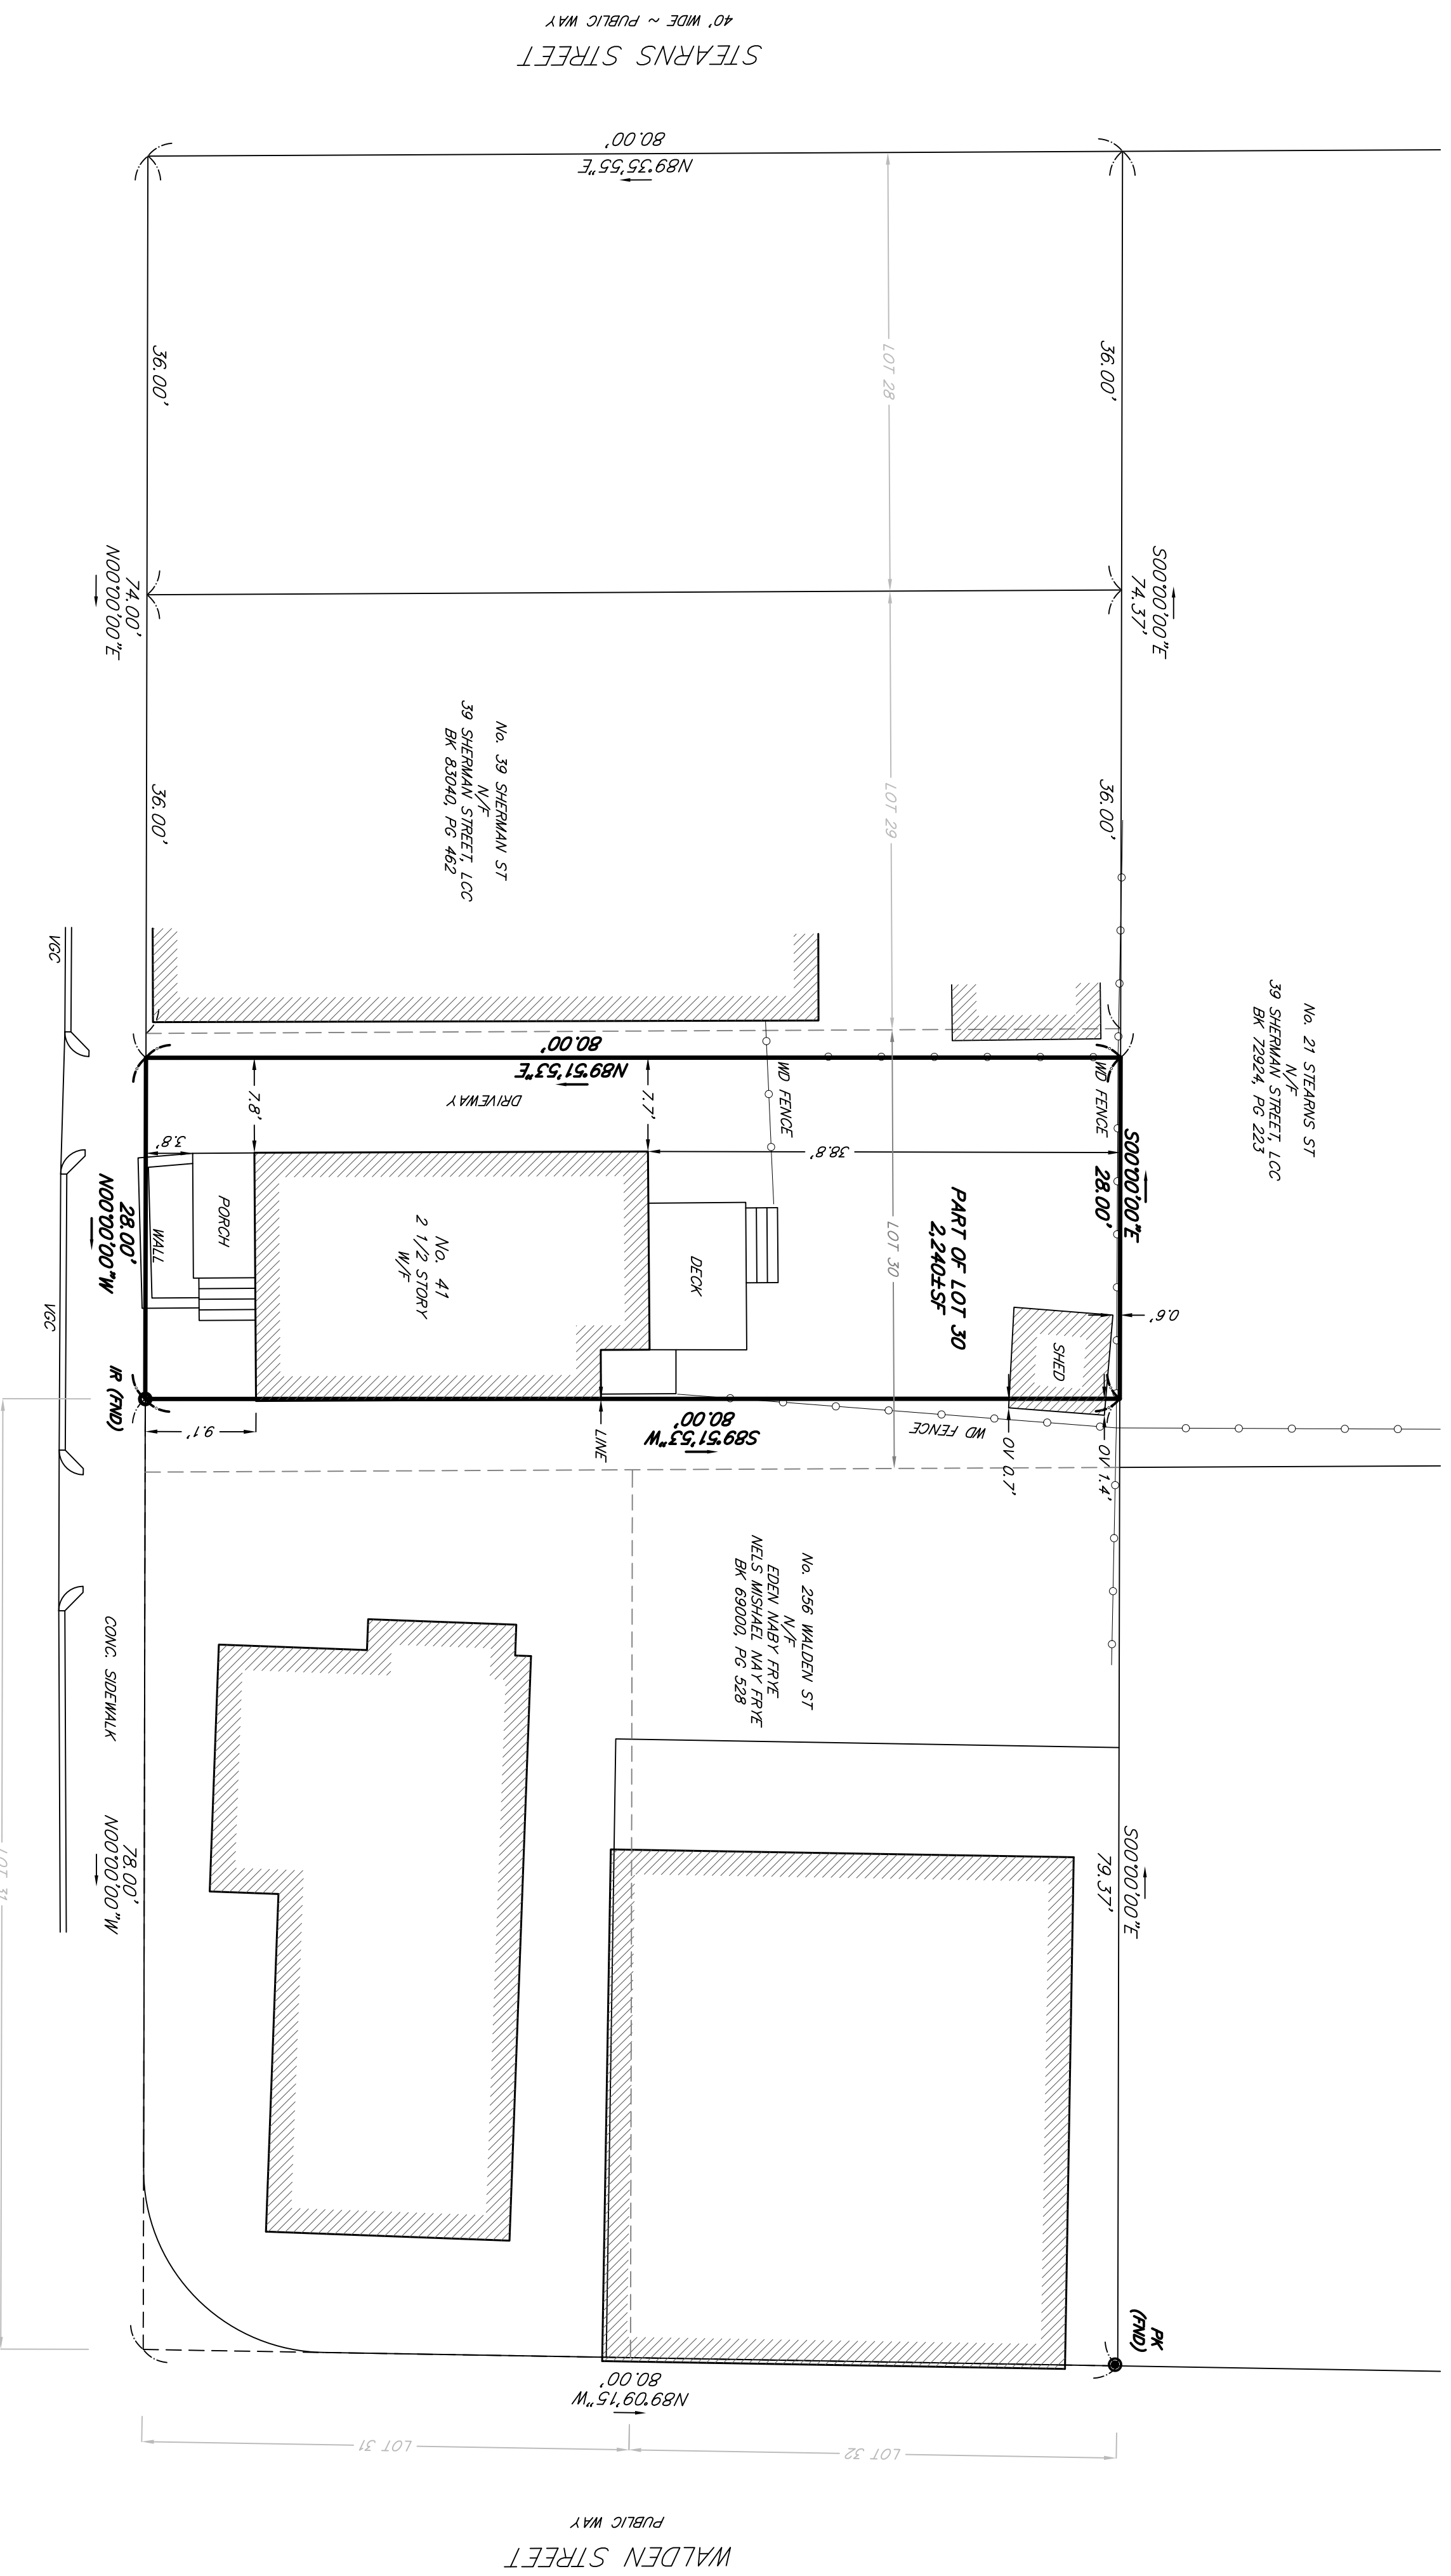 40' WIDE ~ PUBLIC WAY
STEARNS STREET
80.00'
N89°35'55"E
36.00'
36.00'
LOT 28
74.00'
N00°00'00"E
S00°00'00"E
74.37'
No. 39 SHERMAN ST
N/F
39 SHERMAN STREET, LCC
BK 83040, PG 462
36.00'
36.00'
LOT 29
No. 21 STEARNS ST
N/F
39 SHERMAN STREET, LCC
BK 72924, PG 223
VGC
80.00'
N89°51'53"E
DRIVEWAY
7.8'
7.7'
WD FENCE
WD FENCE
3.8'
38.8'
S00°00'00"E
28.00'
PORCH
WALL
28.00'
N00°00'00"W
No. 41
2 1/2 STORY
W/F
DECK
LOT 30
PART OF LOT 30
2,240±SF
SHED
0.6'
VGC
IR (FND)
9.1'
LINE
80.00'
S89°51'53"W
WD FENCE
OV 0.7'
OV 1.4'
No. 256 WALDEN ST
N/F
EDEN NABY FRYE
NELS MISHAEL NAY FRYE
BK 69000, PG 528
CONC. SIDEWALK
78.00'
N00°00'00"W
S00°00'00"E
79.37'
LOT 31
PK
(FND)
80.00'
N89°09'15"W
LOT 31
LOT 32
PUBLIC WAY
WALDEN STREET